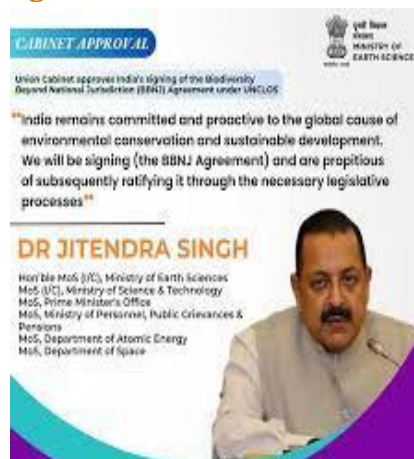 CABINET APPROVAL
पृथ्वी विज्ञान
मंत्रालय
MINISTRY OF
EARTH SCIENCES
Union Cabinet approves India's signing of the Biodiversity
Beyond National Jurisdiction (BBNJ) Agreement under UNCLOS
"India remains committed and proactive to the global cause of
environmental conservation and sustainable development.
We will be signing (the BBNJ Agreement) and are propitious
of subsequently ratifying it through the necessary legislative
processes"
DR JITENDRA SINGH
Hon'ble MoS (I/C), Ministry of Earth Sciences
MoS (I/C), Ministry of Science & Technology
MoS, Prime Minister's Office
MoS, Ministry of Personnel, Public Grievances &
Pensions
MoS, Department of Atomic Energy
MoS, Department of Space